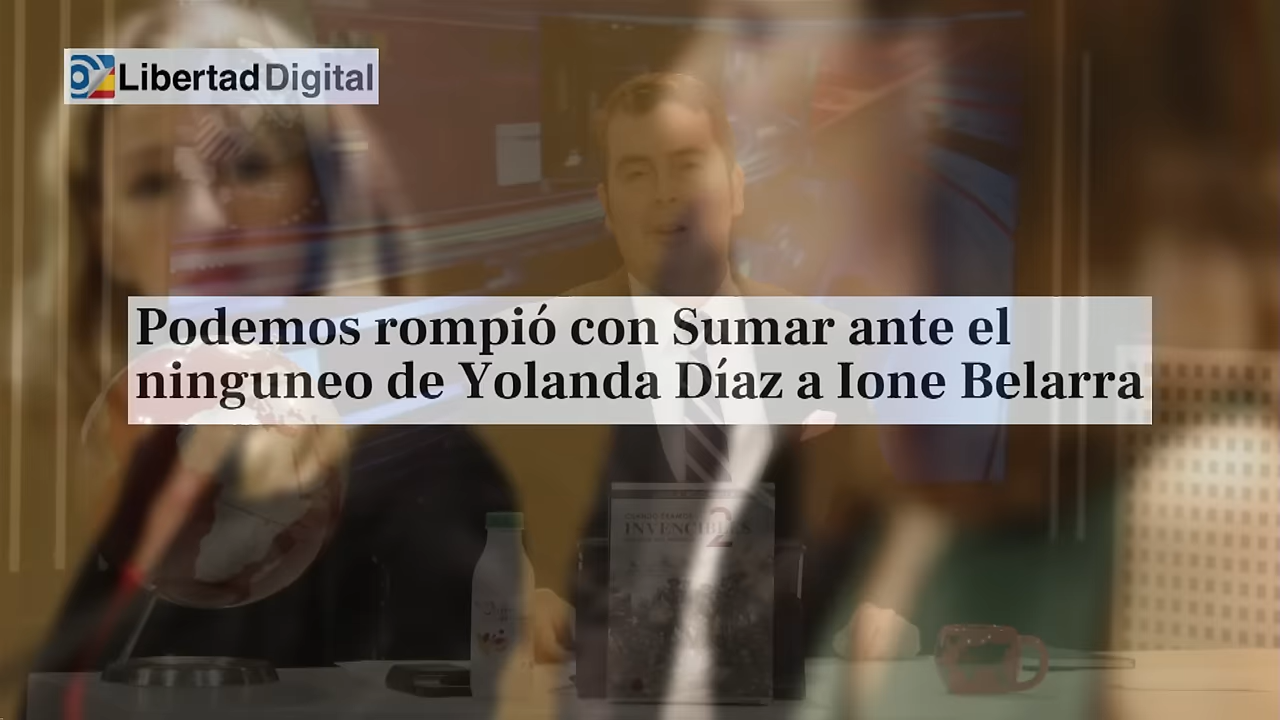 Libertad Digital
Podemos rompió con Sumar ante el
ninguneo de Yolanda Díaz a Ione Belarra
INVENCIBLES
2